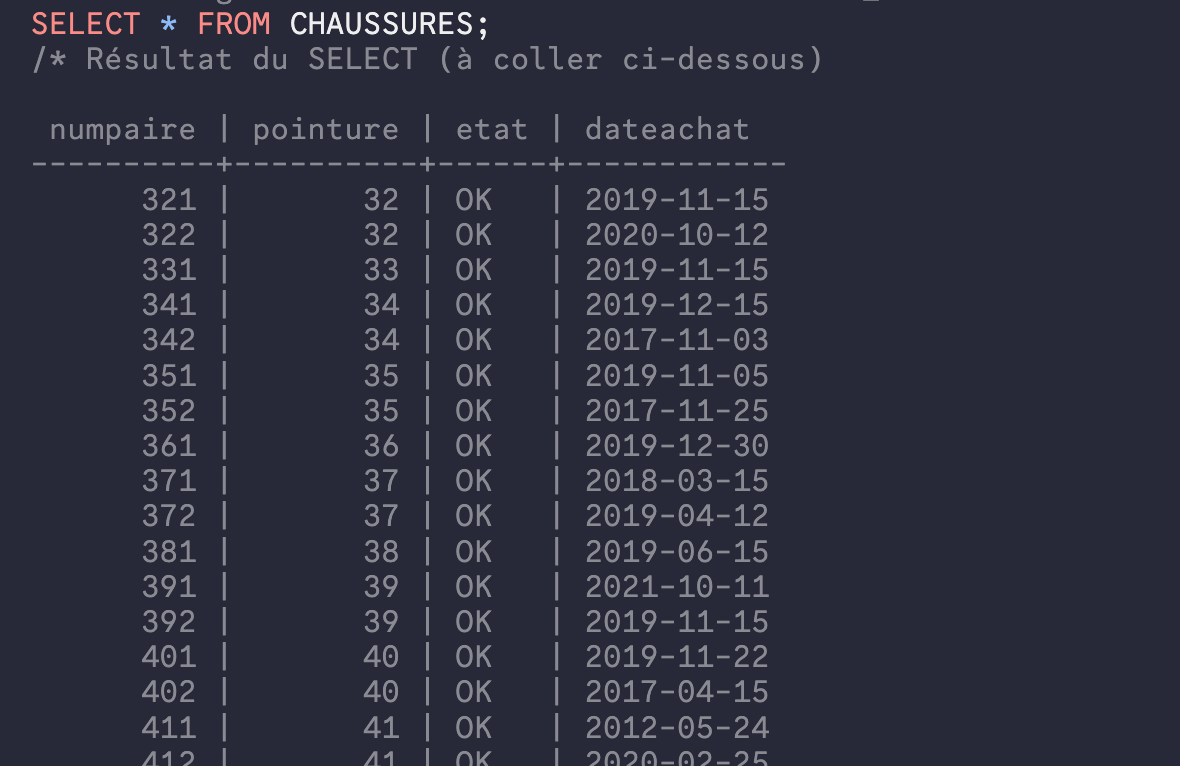 SELECT * FROM CHAUSSURES;
/* Résultat du SELECT (à coller ci-dessous)
 numpaire | pointure | etat | dateachat
----------+----------+------+------------
      321 |       32 | OK   | 2019-11-15
      322 |       32 | OK   | 2020-10-12
      331 |       33 | OK   | 2019-11-15
      341 |       34 | OK   | 2019-12-15
      342 |       34 | OK   | 2017-11-03
      351 |       35 | OK   | 2019-11-05
      352 |       35 | OK   | 2017-11-25
      361 |       36 | OK   | 2019-12-30
      371 |       37 | OK   | 2018-03-15
      372 |       37 | OK   | 2019-04-12
      381 |       38 | OK   | 2019-06-15
      391 |       39 | OK   | 2021-10-11
      392 |       39 | OK   | 2019-11-15
      401 |       40 | OK   | 2019-11-22
      402 |       40 | OK   | 2017-04-15
      411 |       41 | OK   | 2012-05-24
      412 |       41 | OK   | 2020-02-25